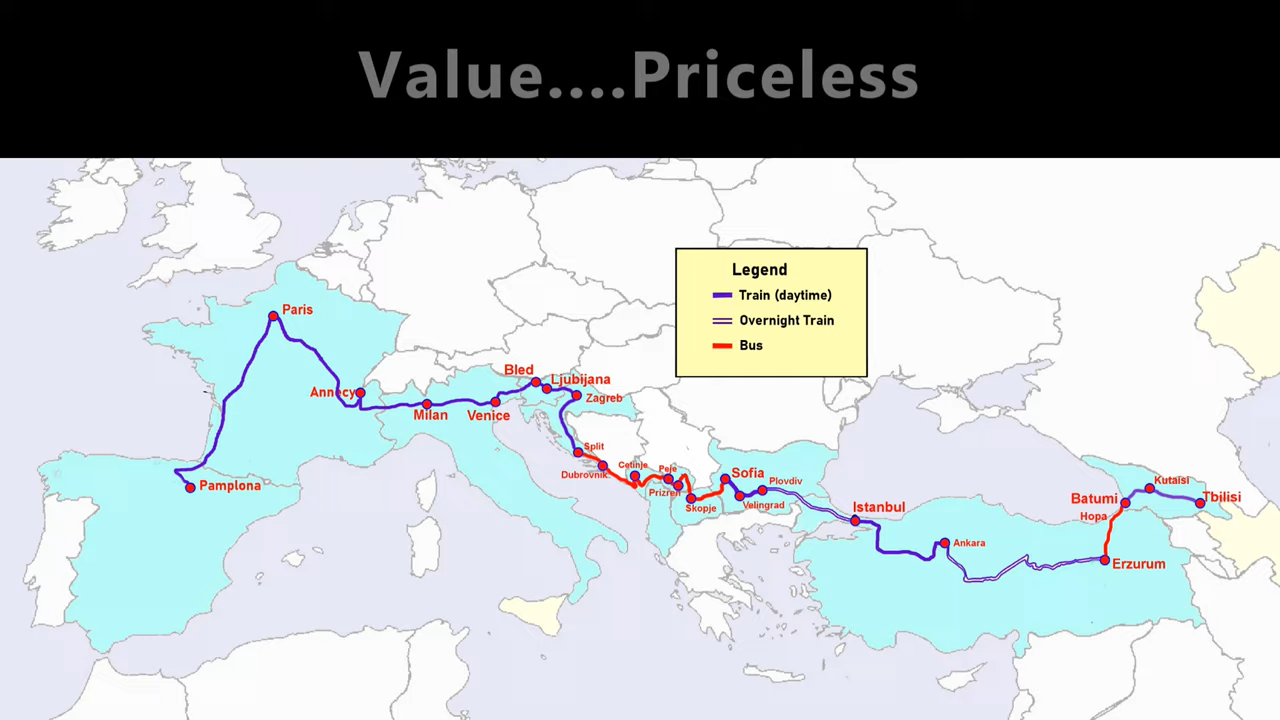 Value....Priceless
Legend
Train (daytime)
Overnight Train
Bus
Paris
Annecy
Milan
Venice
Bled
Ljubijana
Zagreb
Split
Dubrovnik
Cetinje
Peje
Prizren
Skopje
Sofia
Plovdiv
Velingrad
Pamplona
Istanbul
Ankara
Erzurum
Hopa
Batumi
Kutaisi
Tbilisi